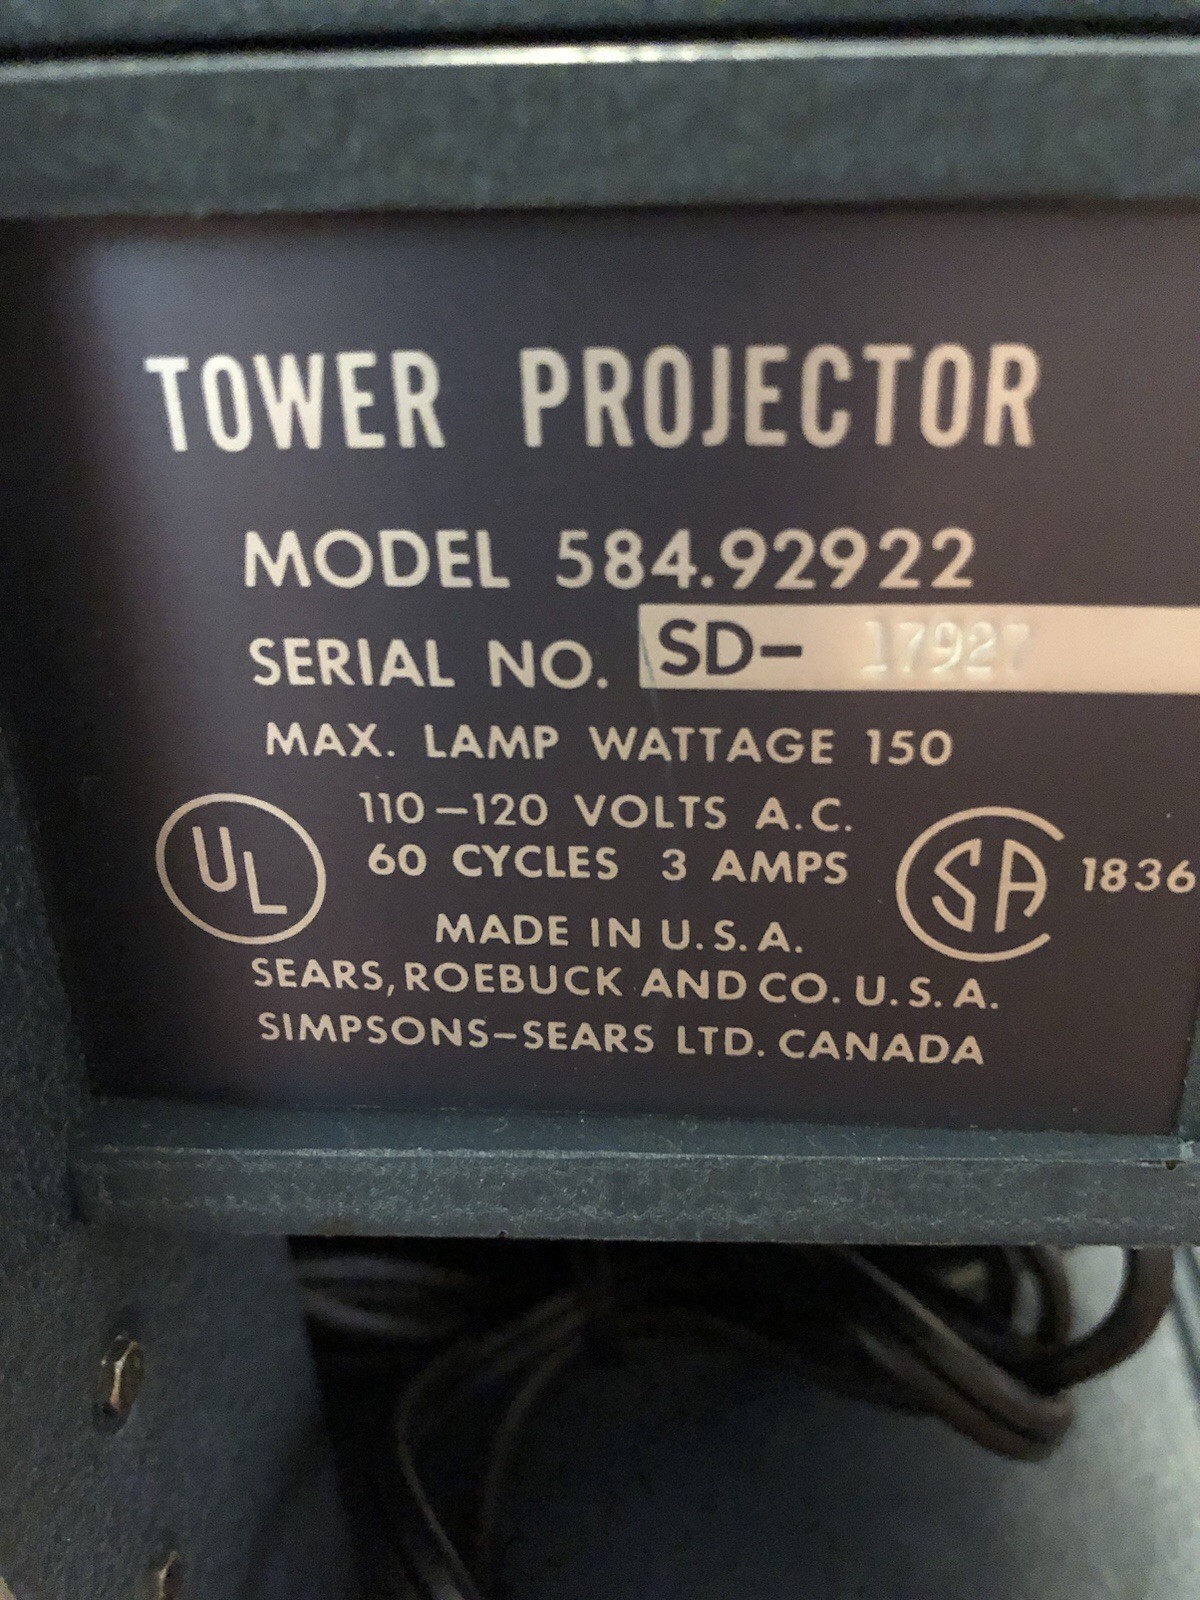 TOWER PROJECTOR
MODEL 584.92922
SERIAL NO. SD- 17927
MAX. LAMP WATTAGE 150
110-120 VOLTS A.C.
60 CYCLES 3 AMPS
UL
SA 1836
MADE IN U.S.A.
SEARS, ROEBUCK AND CO. U.S.A.
SIMPSONS-SEARS LTD. CANADA